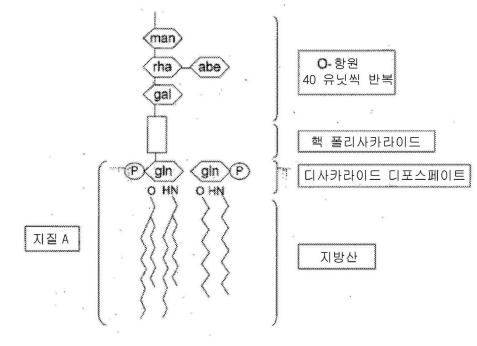 man
rha abe
gal
O-항원
40 유닛씩 반복
핵 폴리사카라이드
P gln gln P
디사카라이드 디포스페이트
O HN O HN
지질 A
지방산